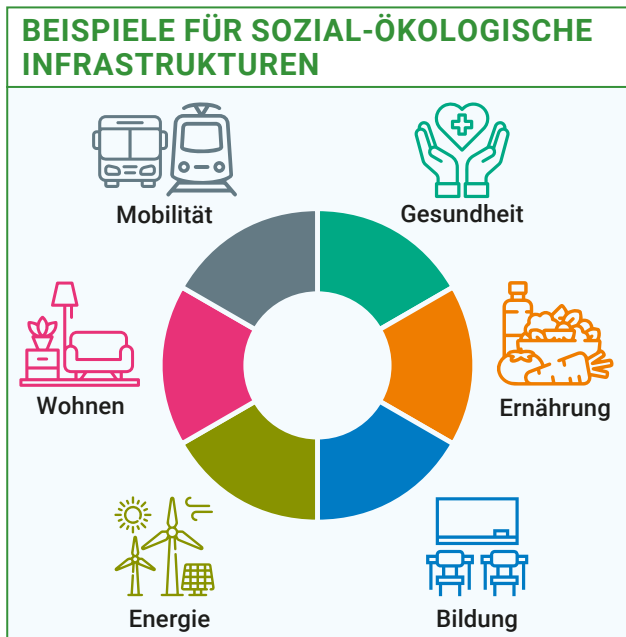 BEISPIELE FÜR SOZIAL-ÖKOLOGISCHE
INFRASTRUKTUREN
Mobilität
Gesundheit
Wohnen
Ernährung
Energie
Bildung